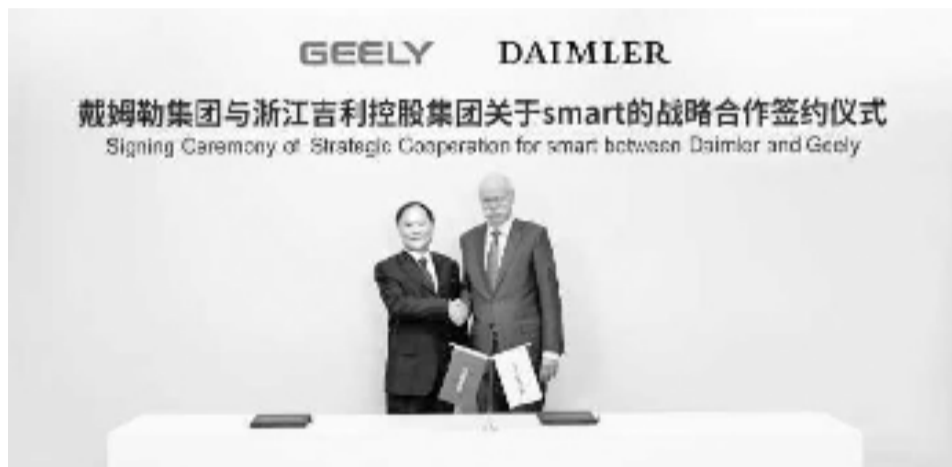 GEELY DAIMLER
戴姆勒集团与浙江吉利控股集团关于smart的战略合作签约仪式
Signing Ceremony of Strategic Cooperation for smart between Daimler and Geely